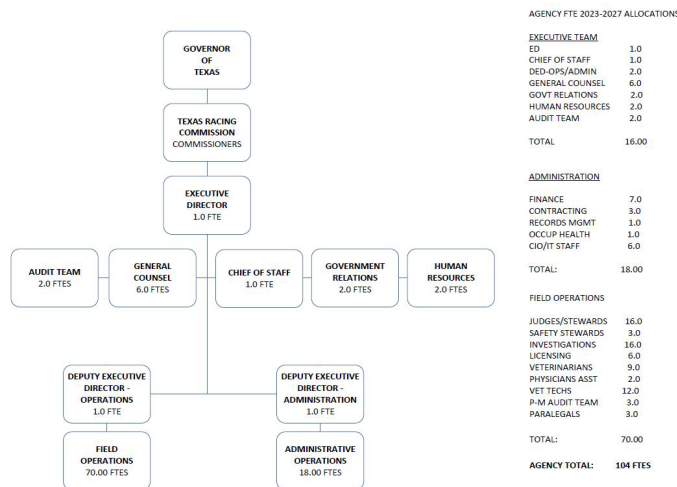 GOVERNOR
OF
TEXAS
TEXAS RACING
COMMISSION
COMMISSIONERS
EXECUTIVE
DIRECTOR
1.0 FTE
AUDIT TEAM
2.0 FTES
GENERAL
COUNSEL
6.0 FTES
CHIEF OF STAFF
1.0 FTE
GOVERNMENT
RELATIONS
2.0 FTES
HUMAN
RESOURCES
2.0 FTES
DEPUTY EXECUTIVE
DIRECTOR -
OPERATIONS
1.0 FTE
DEPUTY EXECUTIVE
DIRECTOR -
ADMINISTRATION
1.0 FTE
FIELD
OPERATIONS
70.00 FTES
ADMINISTRATIVE
OPERATIONS
18.00 FTES
AGENCY FTE 2023-2027 ALLOCATIONS
EXECUTIVE TEAM
ED 1.0
CHIEF OF STAFF 1.0
DED-OPS/ADMIN 2.0
GENERAL COUNSEL 6.0
GOVT RELATIONS 2.0
HUMAN RESOURCES 2.0
AUDIT TEAM 2.0
TOTAL 16.00
ADMINISTRATION
FINANCE 7.0
CONTRACTING 3.0
RECORDS MGMT 1.0
OCCUP HEALTH 1.0
CIO/IT STAFF 6.0
TOTAL: 18.00
FIELD OPERATIONS
JUDGES/STEWARDS 16.0
SAFETY STEWARDS 3.0
INVESTIGATIONS 16.0
LICENSING 6.0
VETERINARIANS 9.0
PHYSICIANS ASST 2.0
VET TECHS 12.0
P-M AUDIT TEAM 3.0
PARALEGALS 3.0
TOTAL: 70.00
AGENCY TOTAL: 104 FTES